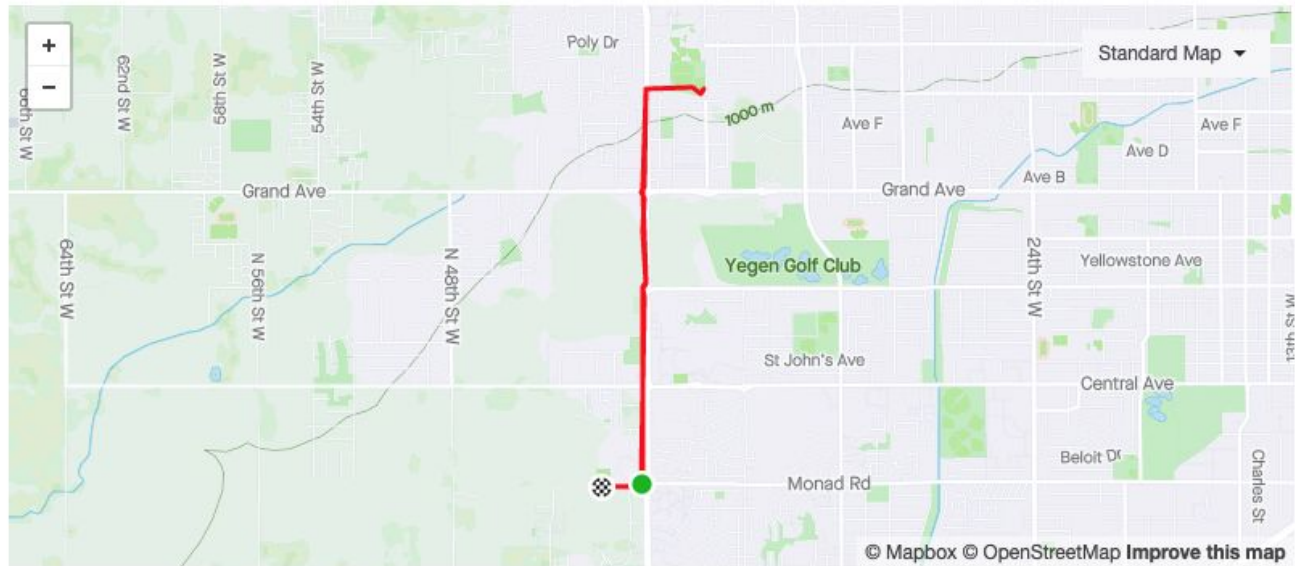 +
−
Poly Dr
Standard Map
62nd St W
58th St W
54th St W
1000 m
Ave F
Ave F
Ave D
Ave B
Grand Ave
Grand Ave
64th St W
N 56th St W
N 48th St W
Yegen Golf Club
24th St W
Yellowstone Ave
St John's Ave
Central Ave
Beloit Dr
Charles St
Monad Rd
© Mapbox © OpenStreetMap Improve this map